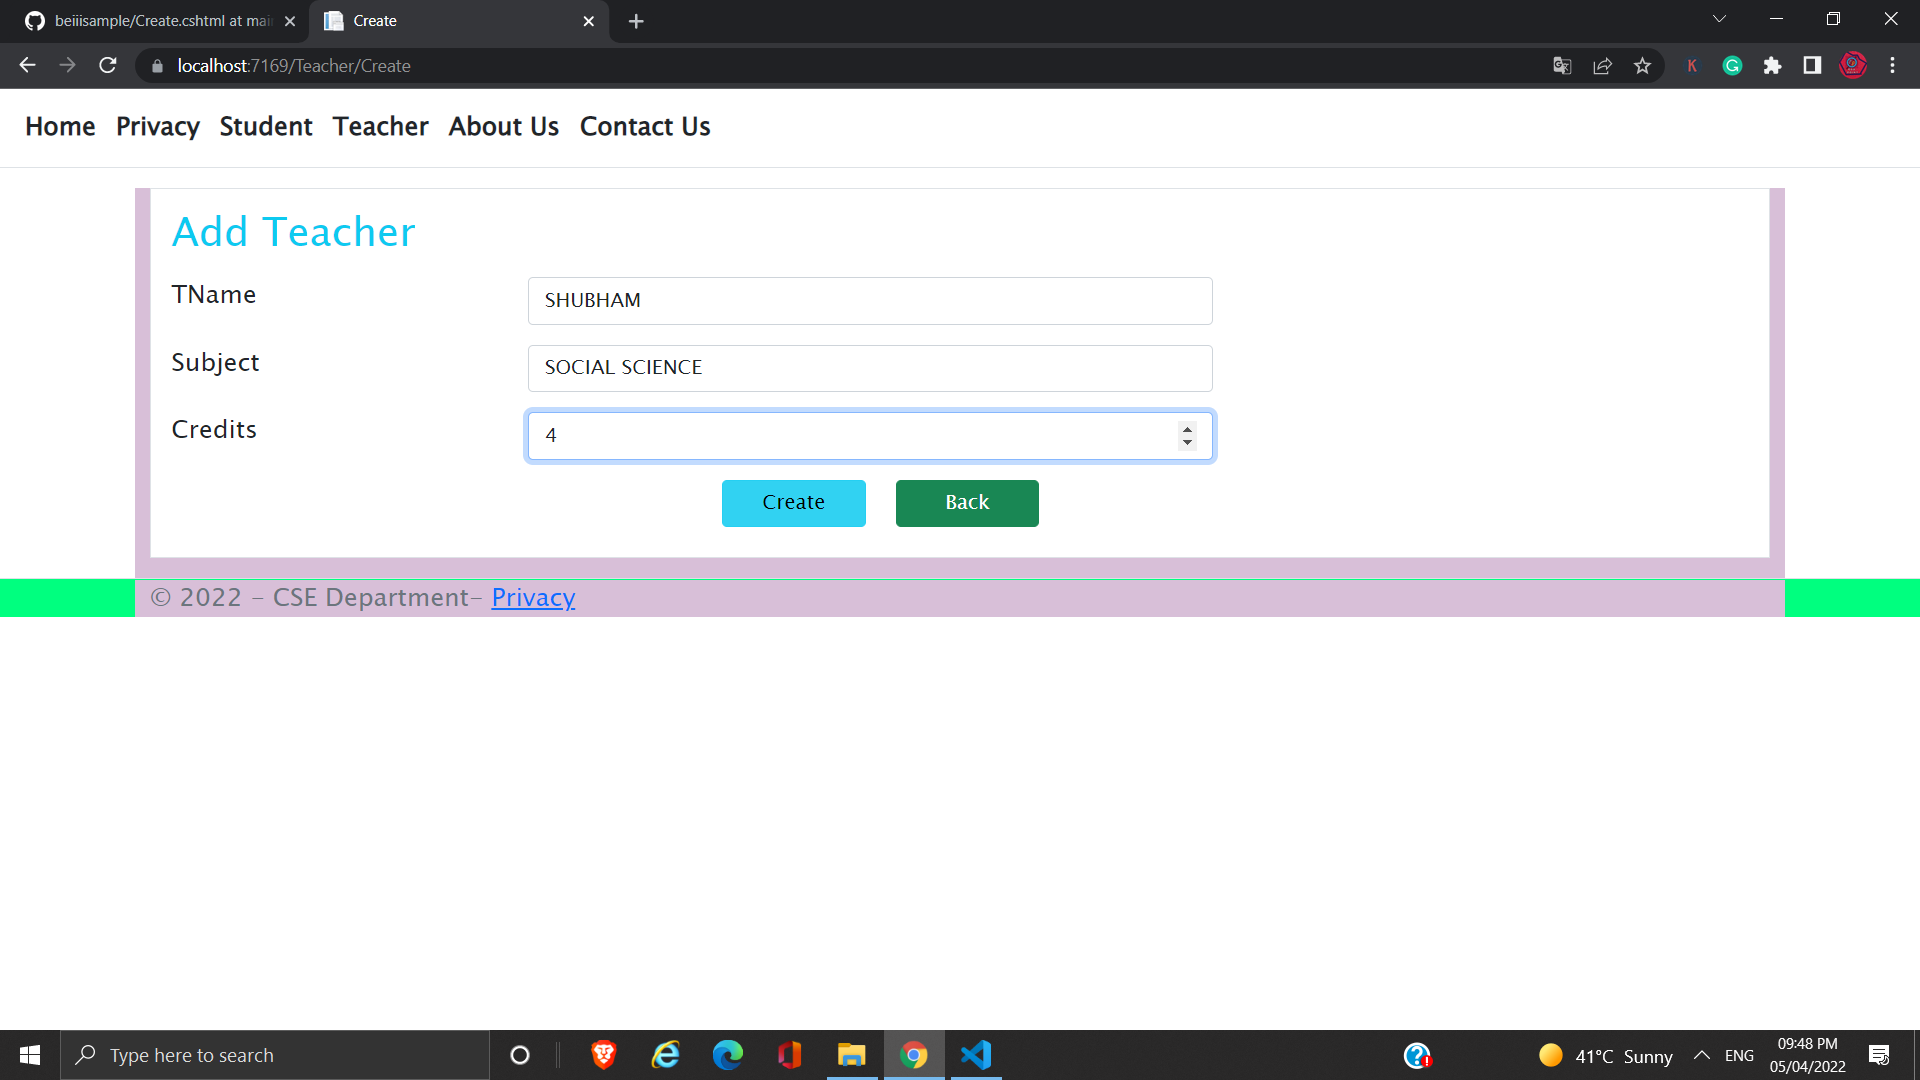 beiiisample/Create.cshtml at mai
Create
localhost:7169/Teacher/Create
K
G
Home Privacy Student Teacher About Us Contact Us
Add Teacher
TName
SHUBHAM
Subject
SOCIAL SCIENCE
Credits
4
Create Back
© 2022 - CSE Department- Privacy
Type here to search
41°C Sunny
ENG
09:48 PM
05/04/2022